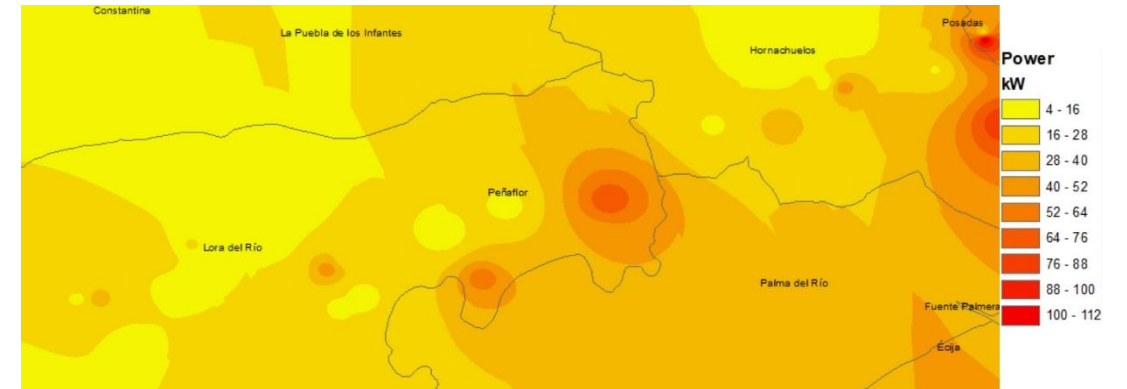 Constantina
La Puebla de los Infantes
Posadas
Hornachuelos
Peñaflor
Lora del Río
Palma del Río
Fuente Palmera
Écija
Power
kW
4 - 16
16 - 28
28 - 40
40 - 52
52 - 64
64 - 76
76 - 88
88 - 100
100 - 112